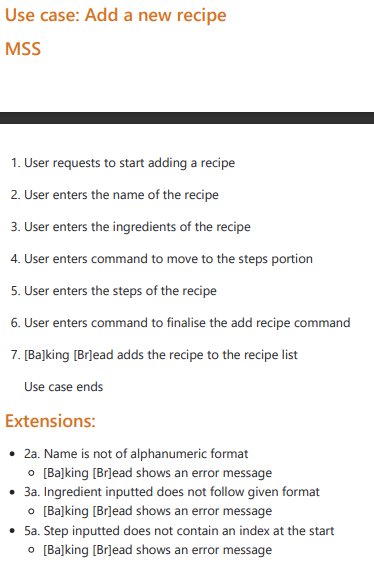 Use case: Add a new recipe
MSS
1. User requests to start adding a recipe
2. User enters the name of the recipe
3. User enters the ingredients of the recipe
4. User enters command to move to the steps portion
5. User enters the steps of the recipe
6. User enters command to finalise the add recipe command
7. [Ba]king [Br]ead adds the recipe to the recipe list
Use case ends
Extensions:
• 2a. Name is not of alphanumeric format
○ [Ba]king [Br]ead shows an error message
• 3a. Ingredient inputted does not follow given format
○ [Ba]king [Br]ead shows an error message
• 5a. Step inputted does not contain an index at the start
○ [Ba]king [Br]ead shows an error message